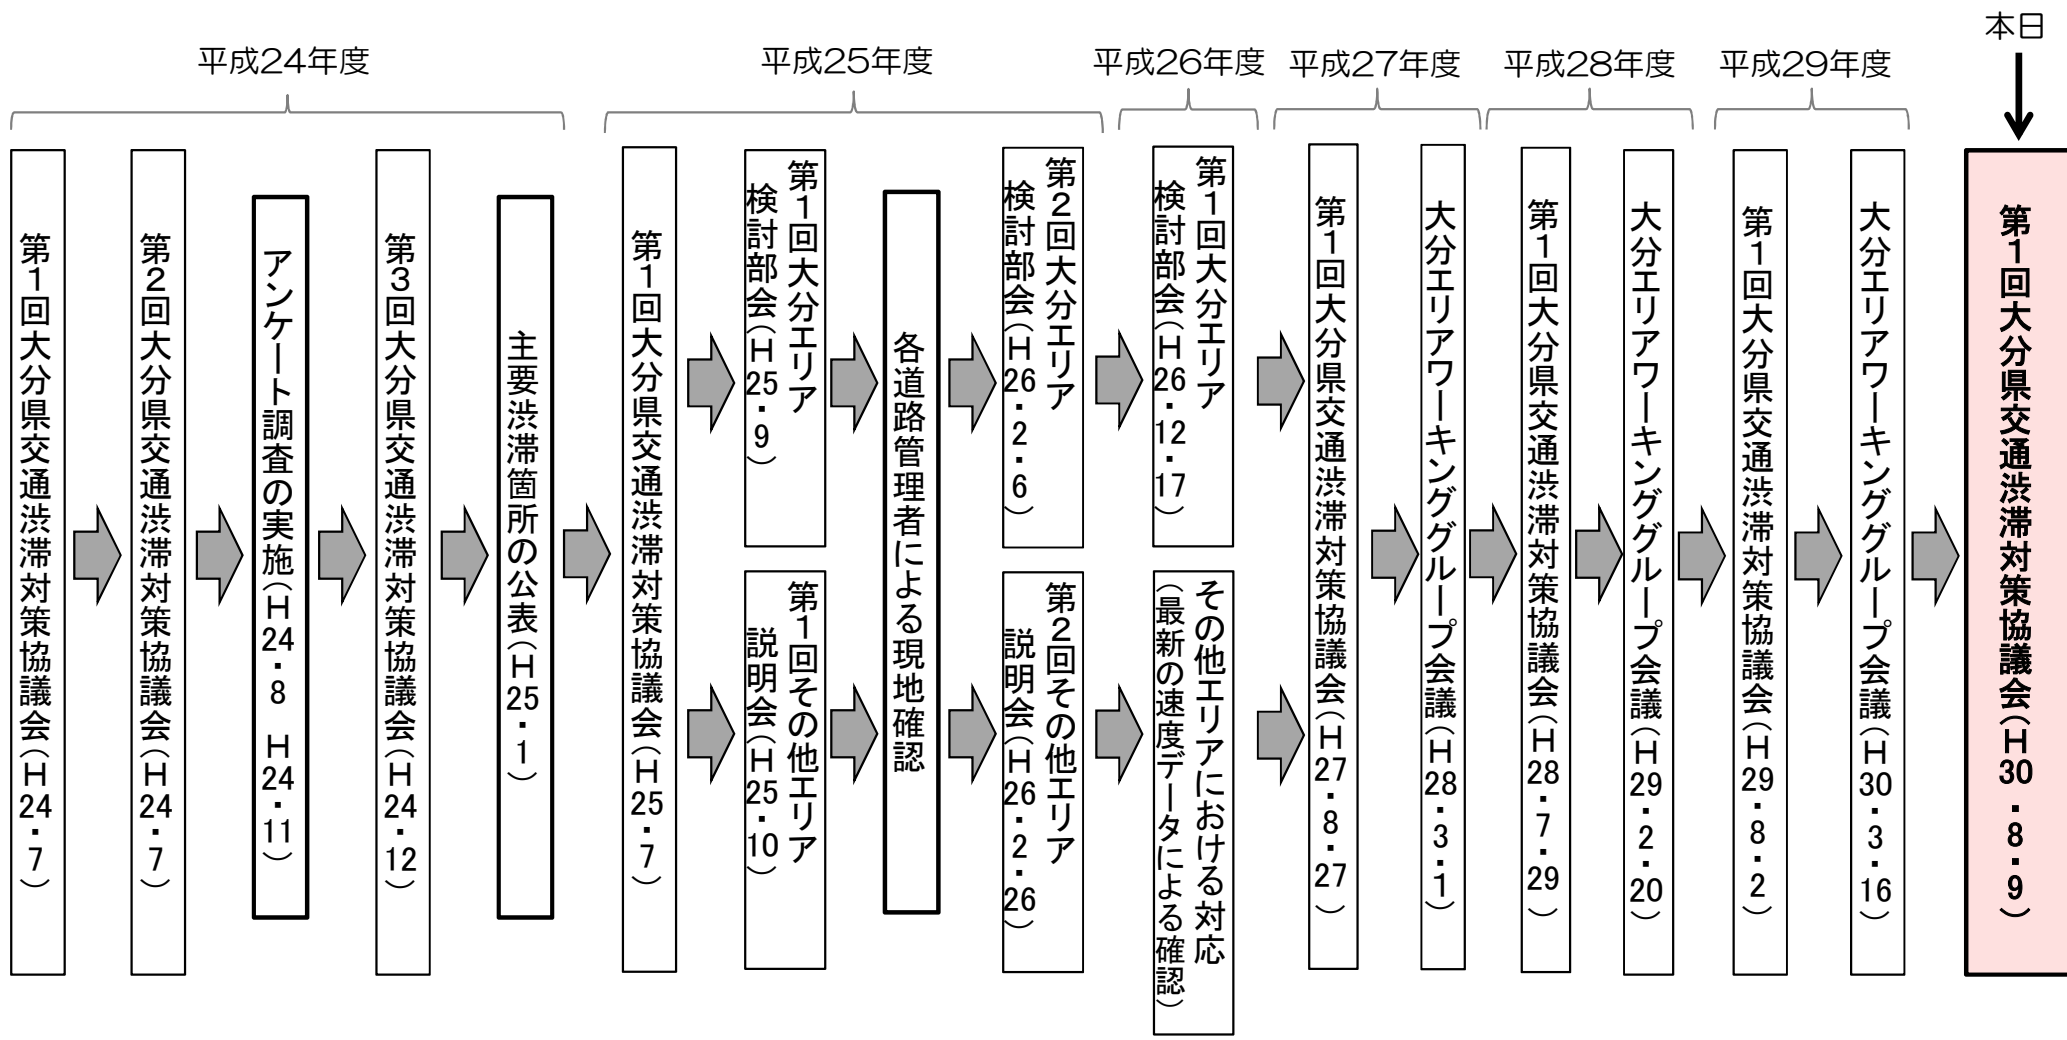 平成24年度
平成25年度
平成26年度
平成27年度
平成28年度
平成29年度
本日
第1回大分県交通渋滞対策協議会(H24・7)
第2回大分県交通渋滞対策協議会(H24・7)
アンケート調査の実施(H24・8 H24・11)
第3回大分県交通渋滞対策協議会(H24・12)
主要渋滞箇所の公表(H25・1)
第1回大分県交通渋滞対策協議会(H25・7)
第1回大分エリア
検討部会(H25・9)
第1回その他エリア
説明会(H25・10)
各道路管理者による現地確認
第2回大分エリア
検討部会(H26・2・6)
第2回その他エリア
説明会(H26・2・26)
第1回大分エリア
検討部会(H26・12・17)
その他エリアにおける対応
(最新の速度データによる確認)
第1回大分県交通渋滞対策協議会(H27・8・27)
大分エリアワーキンググループ会議(H28・3・1)
第1回大分県交通渋滞対策協議会(H28・7・29)
大分エリアワーキンググループ会議(H29・2・20)
第1回大分県交通渋滞対策協議会(H29・8・2)
大分エリアワーキンググループ会議(H30・3・16)
第1回大分県交通渋滞対策協議会(H30・8・9)